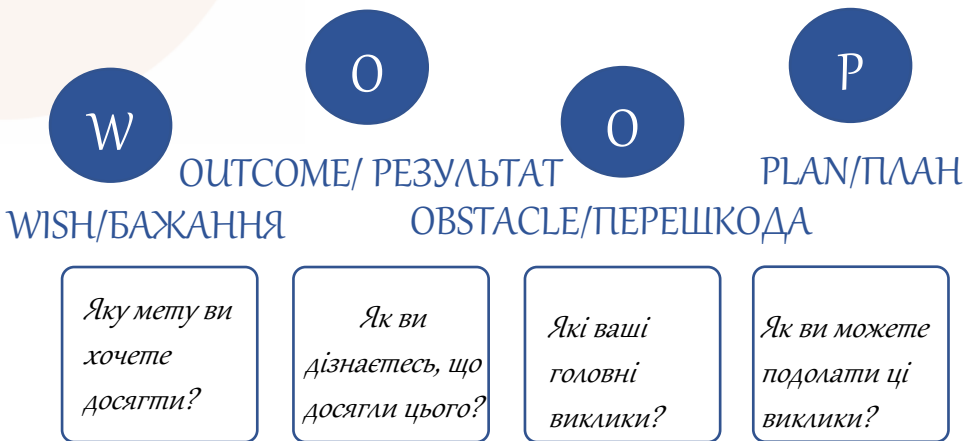 W
O
O
P
WISH/БАЖАННЯ
OUTCOME/ РЕЗУЛЬТАТ
OBSTACLE/ПЕРЕШКОДА
PLAN/ПЛАН
Яку мету ви
хочете
досягти?
Як ви
дізнаєтесь, що
досягли цього?
Які ваші
головні
виклики?
Як ви можете
подолати ці
виклики?